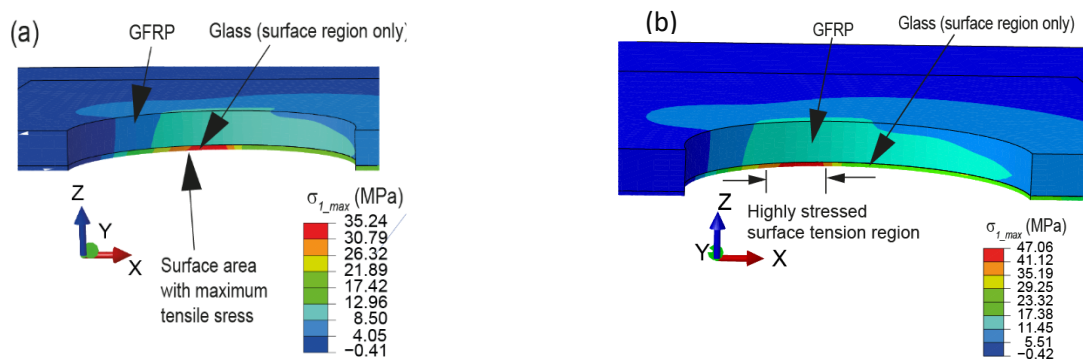 (a)
GFRP
Glass (surface region only)
Z
Y
X
Surface area
with maximum
tensile sress
σ1_max (MPa)
35.24
30.79
26.32
21.89
17.42
12.96
8.50
4.05
−0.41
(b)
GFRP
Glass (surface region only)
Z
Y
X
Highly stressed
surface tension region
σ1_max (MPa)
47.06
41.12
35.19
29.25
23.32
17.38
11.45
5.51
−0.42